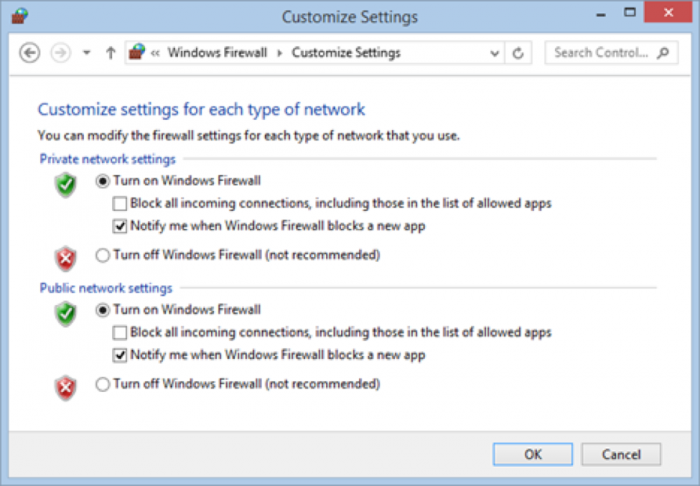 Customize Settings
« Windows Firewall › Customize Settings
Search Control...
Customize settings for each type of network
You can modify the firewall settings for each type of network that you use.
Private network settings
Turn on Windows Firewall
Block all incoming connections, including those in the list of allowed apps
Notify me when Windows Firewall blocks a new app
Turn off Windows Firewall (not recommended)
Public network settings
Turn on Windows Firewall
Block all incoming connections, including those in the list of allowed apps
Notify me when Windows Firewall blocks a new app
Turn off Windows Firewall (not recommended)
OK Cancel